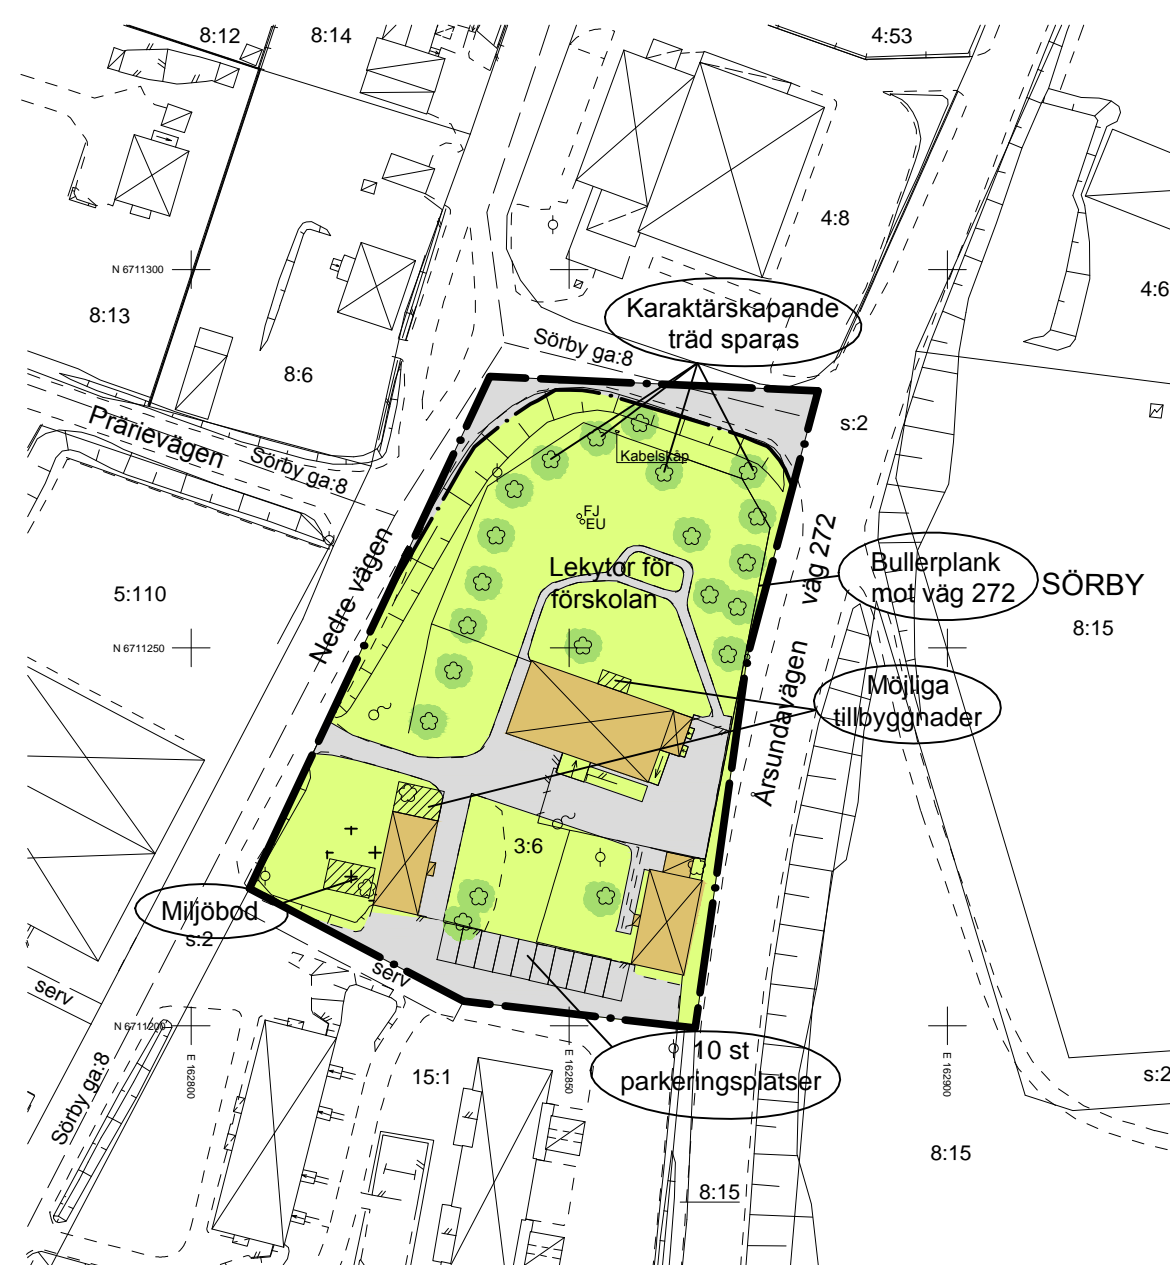 8:12
8:14
4:53
4:8
N 6711300
4:6
8:13
Karaktärskapande
träd sparas
Sörby ga:8
8:6
Prärievägen
Sörby ga:8
s:2
Kabelskåp
FJ
EU
Nedre vägen
väg 272
Lekytor för
förskolan
Bullerplank
mot väg 272
SÖRBY
5:110
8:15
N 6711250
Möjliga
tillbyggnader
Årsundavägen
3:6
Miljöbod
s:2
serv
serv
N 6711200
E 162800
E 162850
E 162900
10 st
parkeringsplatser
15:1
s:2
Sörby ga:8
8:15
8:15